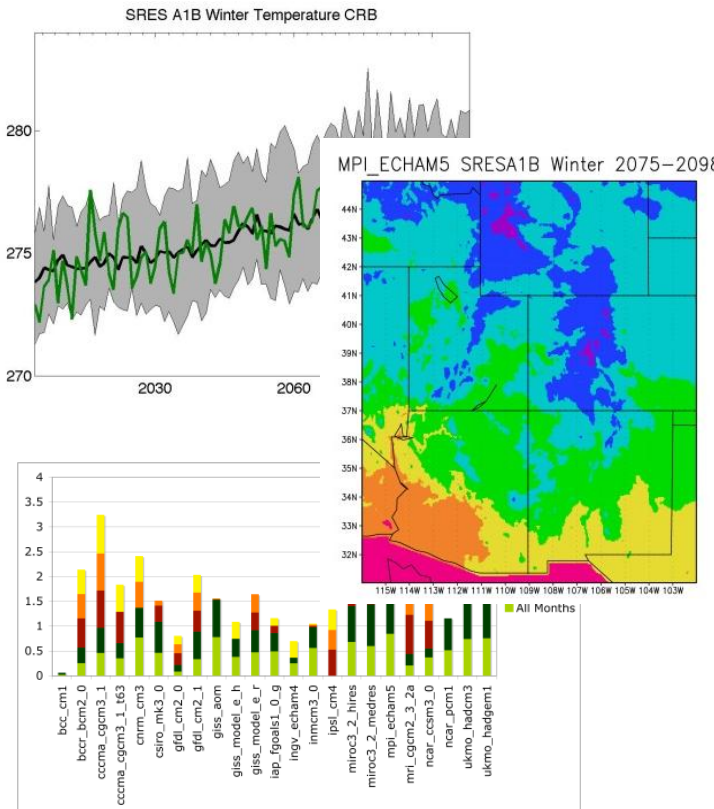 SRES A1B Winter Temperature CRB
280
275
270
2030
2060
MPI_ECHAM5 SRESA1B Winter 2075-2098
44N
43N
42N
41N
40N
39N
38N
37N
36N
35N
34N
33N
32N
115W 114W 113W 112W 111W 110W 109W 108W 107W 106W 105W 104W 103W
4
3.5
3
2.5
2
1.5
1
0.5
0
All Months
bcc_cm1
bccr_bcm2_0
cccma_cgcm3_1
cccma_cgcm3_1_t63
cnrm_cm3
csiro_mk3_0
gfdl_cm2_0
gfdl_cm2_1
giss_aom
giss_model_e_h
giss_model_e_r
iap_fgoals1_0_g
ingv_echam4
inmcm3_0
ipsl_cm4
miroc3_2_hires
miroc3_2_medres
mpi_echam5
mri_cgcm2_3_2a
ncar_ccsm3_0
ncar_pcm1
ukmo_hadcm3
ukmo_hadgem1